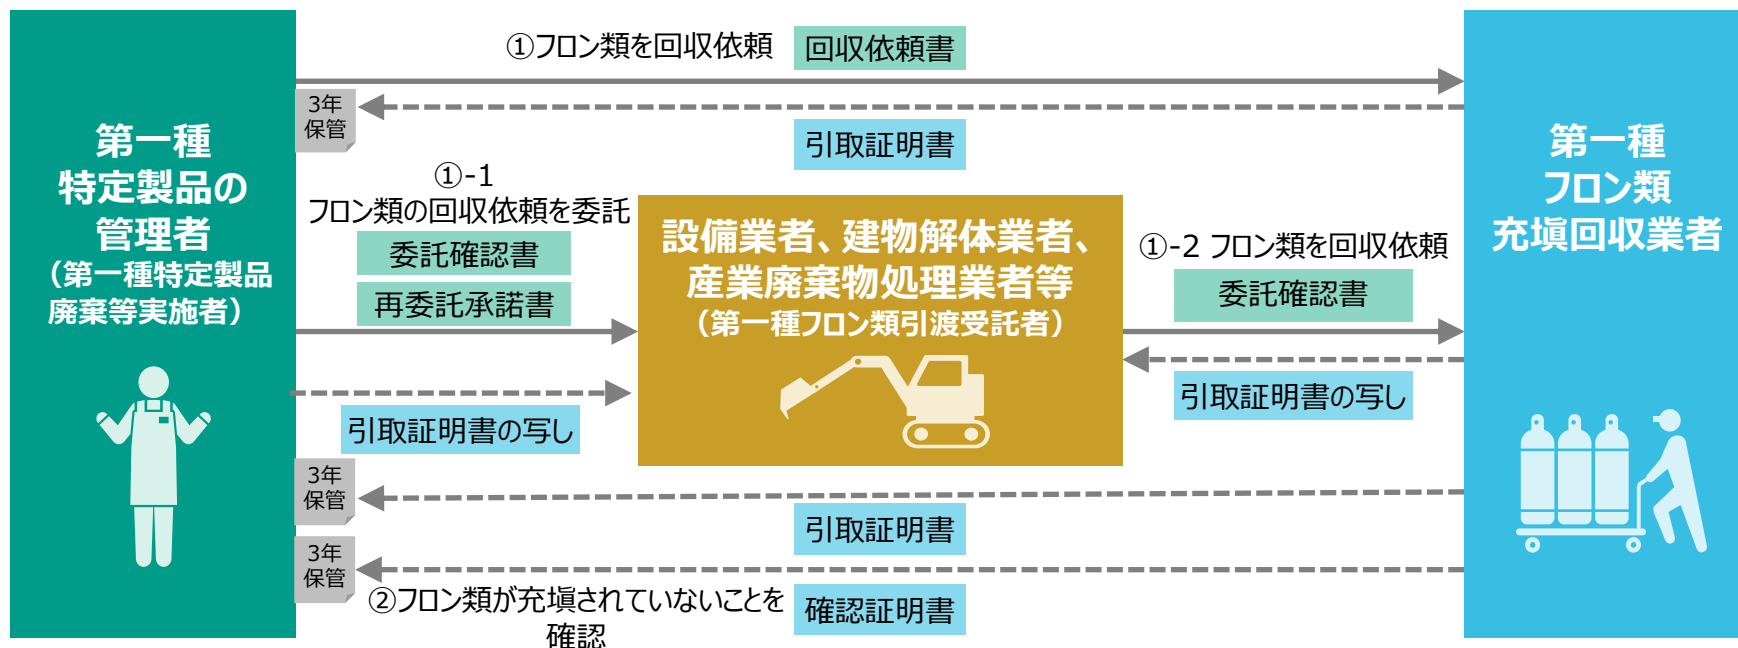 ①フロン類を回収依頼
回収依頼書
3年
保管
引取証明書
第一種
特定製品の
管理者
（第一種特定製品
廃棄等実施者）
①-1
フロン類の回収依頼を委託
委託確認書
再委託承諾書
設備業者、建物解体業者、
産業廃棄物処理業者等
（第一種フロン類引渡受託者）
①-2 フロン類を回収依頼
委託確認書
第一種
フロン類
充塡回収業者
引取証明書の写し
引取証明書の写し
3年
保管
引取証明書
3年
保管
②フロン類が充塡されていないことを
確認
確認証明書